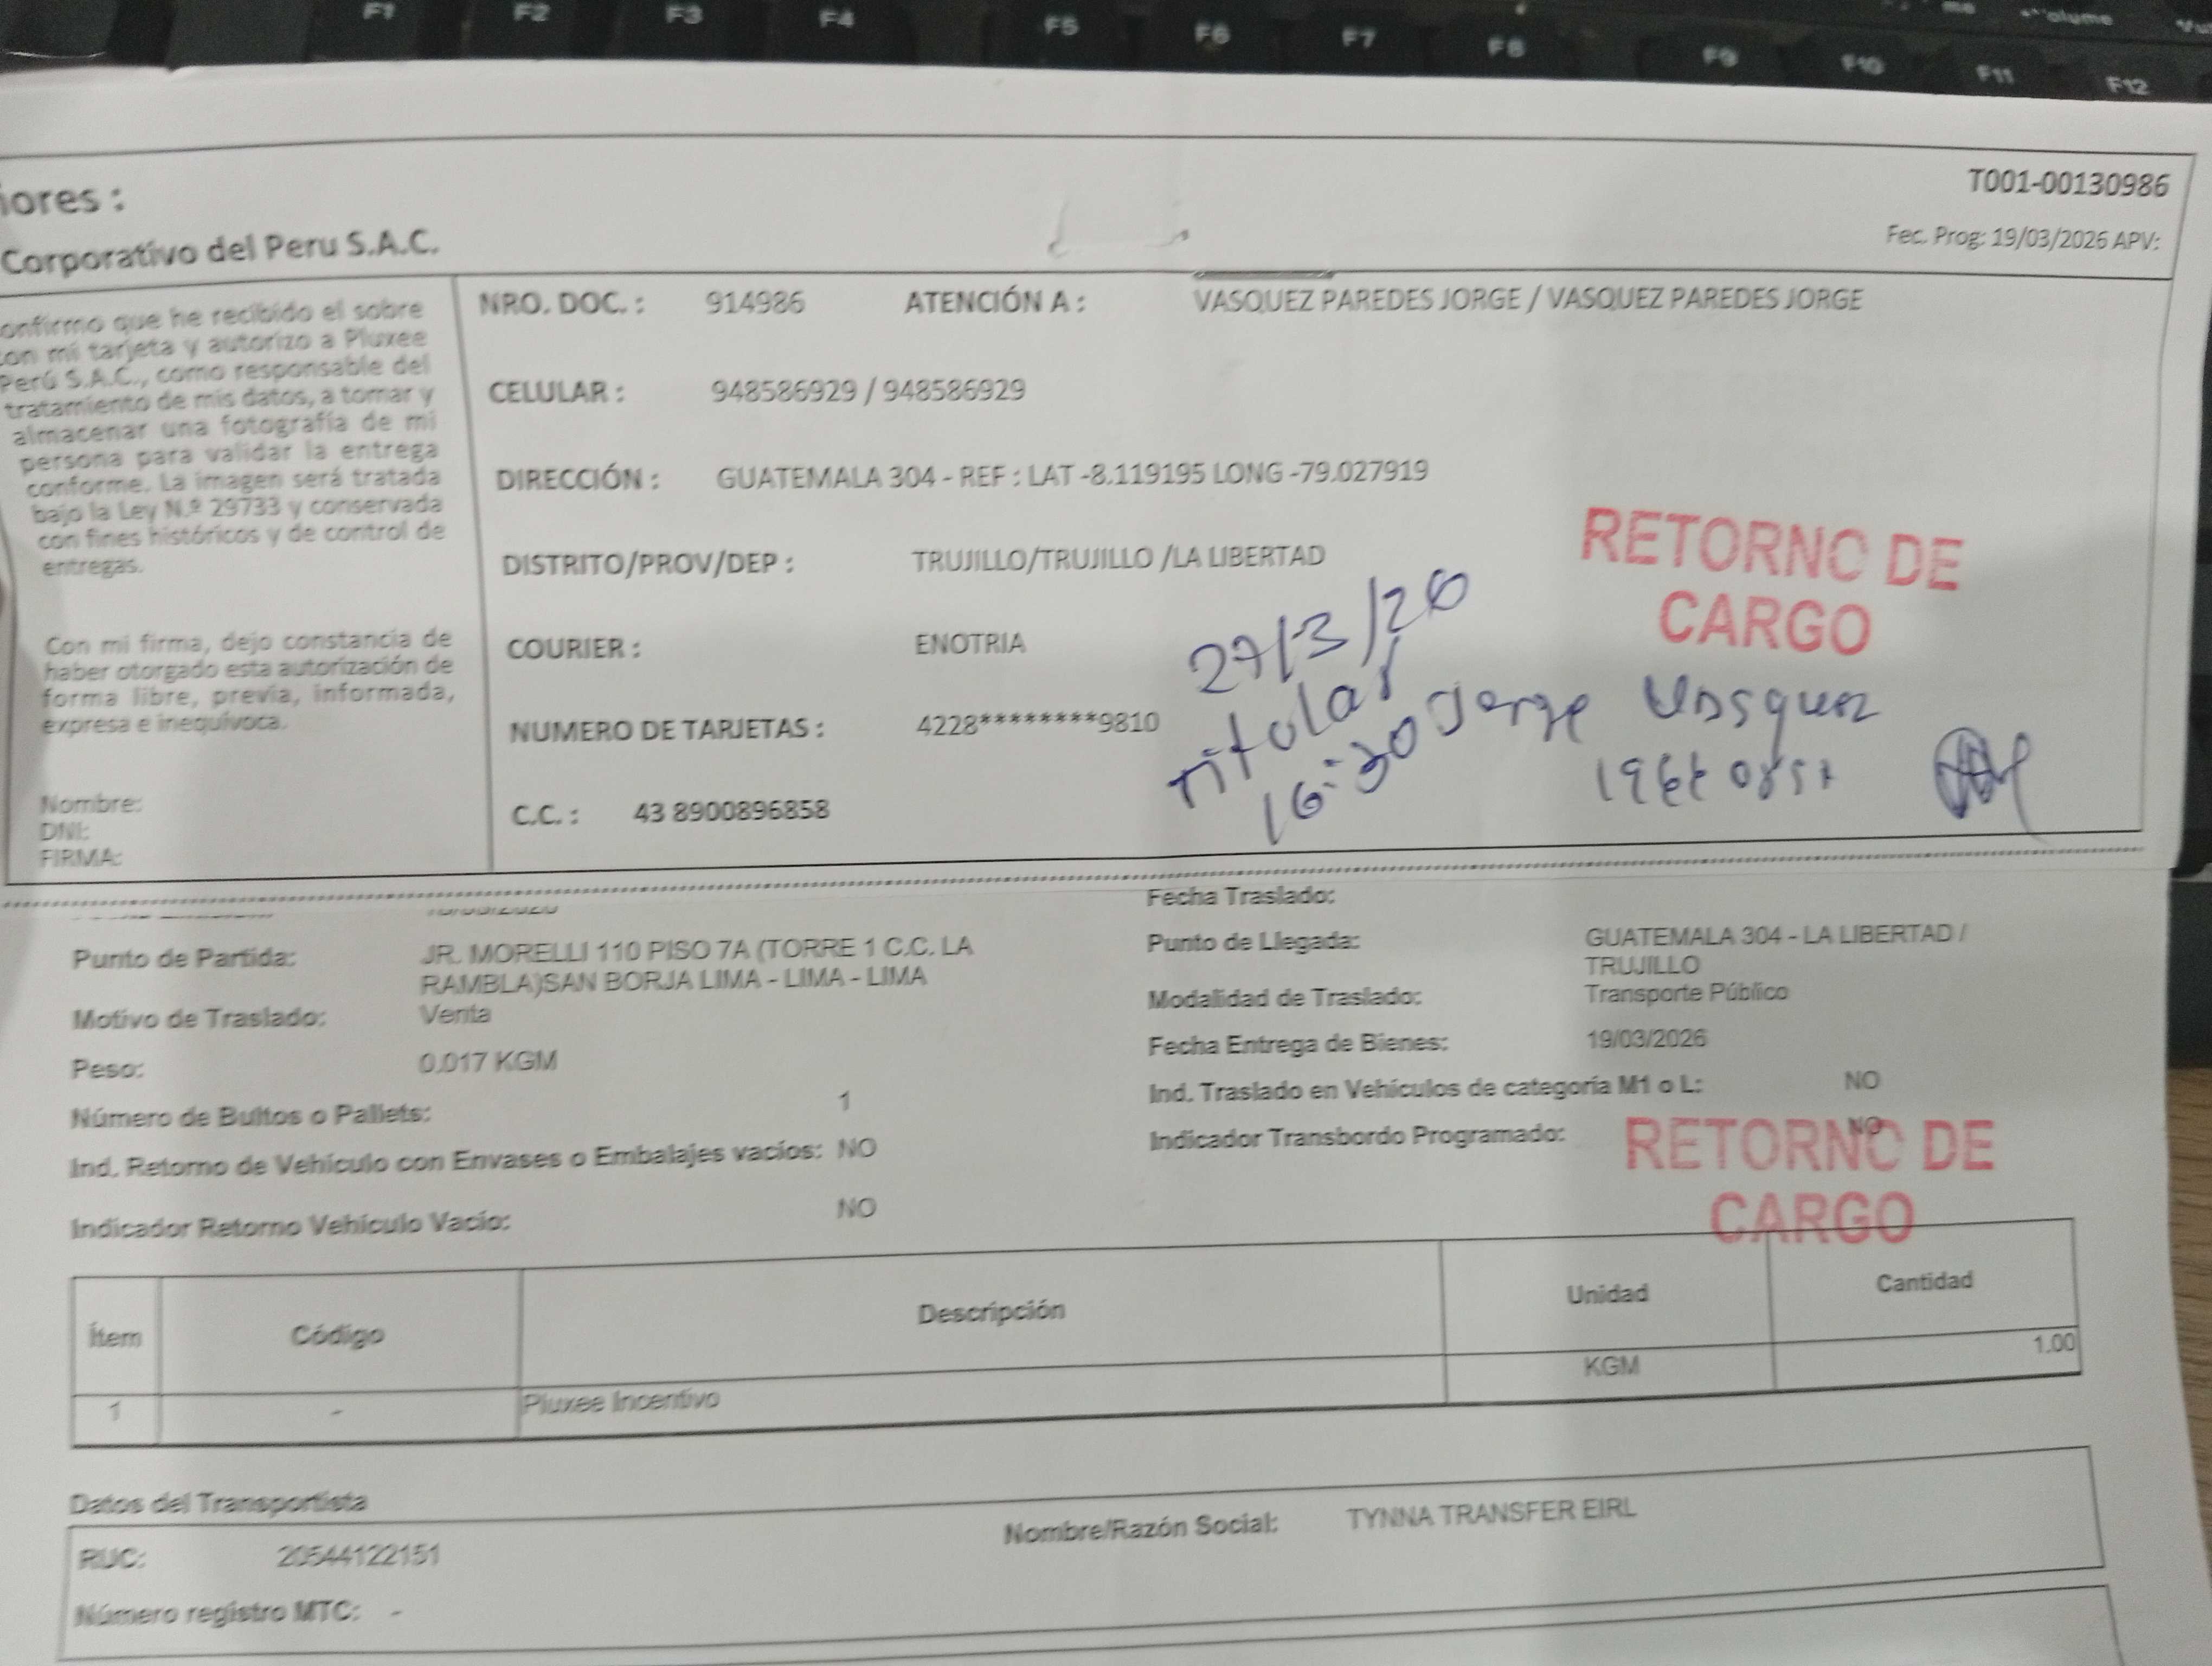 F1 F2 F3 F4 F5 F6 F7 F8 F9 F10 F11 F12
iores :
T001-00130986
Corporativo del Peru S.A.C.
Fec. Prog: 19/03/2026 APV:
onfirmo que he recibido el sobre
con mi tarjeta y autorizo a Pluxee
Perú S.A.C., como responsable del
tratamiento de mis datos, a tomar y
almacenar una fotografía de mi
persona para validar la entrega
conforme. La imagen será tratada
bajo la Ley N.º 29733 y conservada
con fines históricos y de control de
entregas.
Con mi firma, dejo constancia de
haber otorgado esta autorización de
forma libre, previa, informada,
expresa e inequívoca.
Nombre:
DNI:
FIRMA:
NRO. DOC. : 914986 ATENCIÓN A : VASQUEZ PAREDES JORGE / VASQUEZ PAREDES JORGE
CELULAR : 948586929 / 948586929
DIRECCIÓN : GUATEMALA 304 - REF : LAT -8.119195 LONG -79.027919
DISTRITO/PROV/DEP : TRUJILLO/TRUJILLO /LA LIBERTAD
COURIER : ENOTRIA
NUMERO DE TARJETAS : 4228********9810
C.C. : 43 8900896858
RETORNO DE
CARGO
27/3/26
Titular
16:30 Jorge Vasquez
Fecha Traslado:
Punto de Partida: JR. MORELLI 110 PISO 7A (TORRE 1 C.C. LA
RAMBLA)SAN BORJA LIMA - LIMA - LIMA
Punto de Llegada: GUATEMALA 304 - LA LIBERTAD /
TRUJILLO
Motivo de Traslado: Venta
Modalidad de Traslado: Transporte Público
Peso: 0.017 KGM
Fecha Entrega de Bienes: 19/03/2026
Número de Bultos o Pallets: 1
Ind. Traslado en Vehículos de categoría M1 o L: NO
Ind. Retorno de Vehículo con Envases o Embalajes vacíos: NO
Indicador Transbordo Programado: NO
Indicador Retorno Vehículo Vacío: NO
RETORNO DE
CARGO
Ítem Código Descripción Unidad Cantidad
1 - Pluxee Incentivo KGM 1.00
Datos del Transportista
RUC: 20544122151 Nombre/Razón Social: TYNNA TRANSFER EIRL
Número registro MTC: -